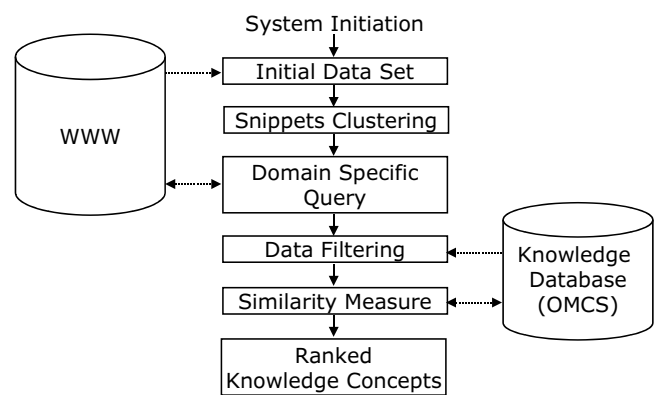 System Initiation
Initial Data Set
Snippets Clustering
WWW
Domain Specific
Query
Data Filtering
Knowledge
Database
(OMCS)
Similarity Measure
Ranked
Knowledge Concepts